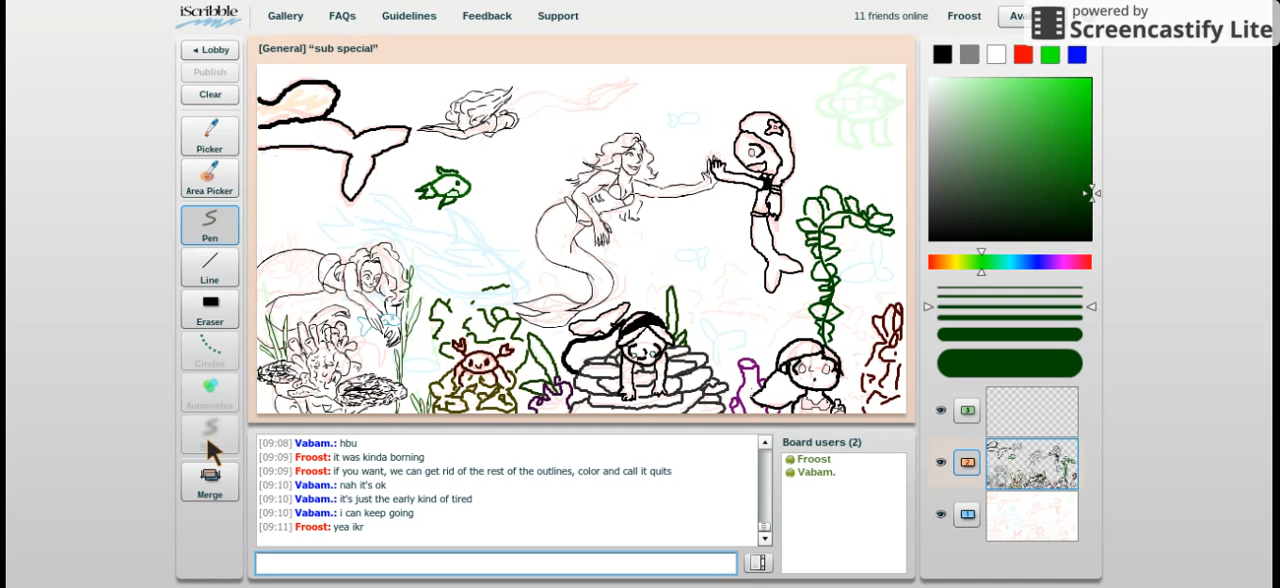 iScribble
Gallery
FAQs
Guidelines
Feedback
Support
11 friends online
Froost
powered by
Screencastify Lite
[General] “sub special”
◄ Lobby
Publish
Clear
Picker
Area Picker
Pen
Line
Eraser
Circles
Merge
3
2
1
[09:08] Vabam.: hbu
[09:09] Froost: it was kinda borning
[09:09] Froost: if you want, we can get rid of the rest of the outlines, color and call it quits
[09:10] Vabam.: nah it's ok
[09:10] Vabam.: it's just the early kind of tired
[09:10] Vabam.: i can keep going
[09:11] Froost: yea ikr
Board users (2)
Froost
Vabam.